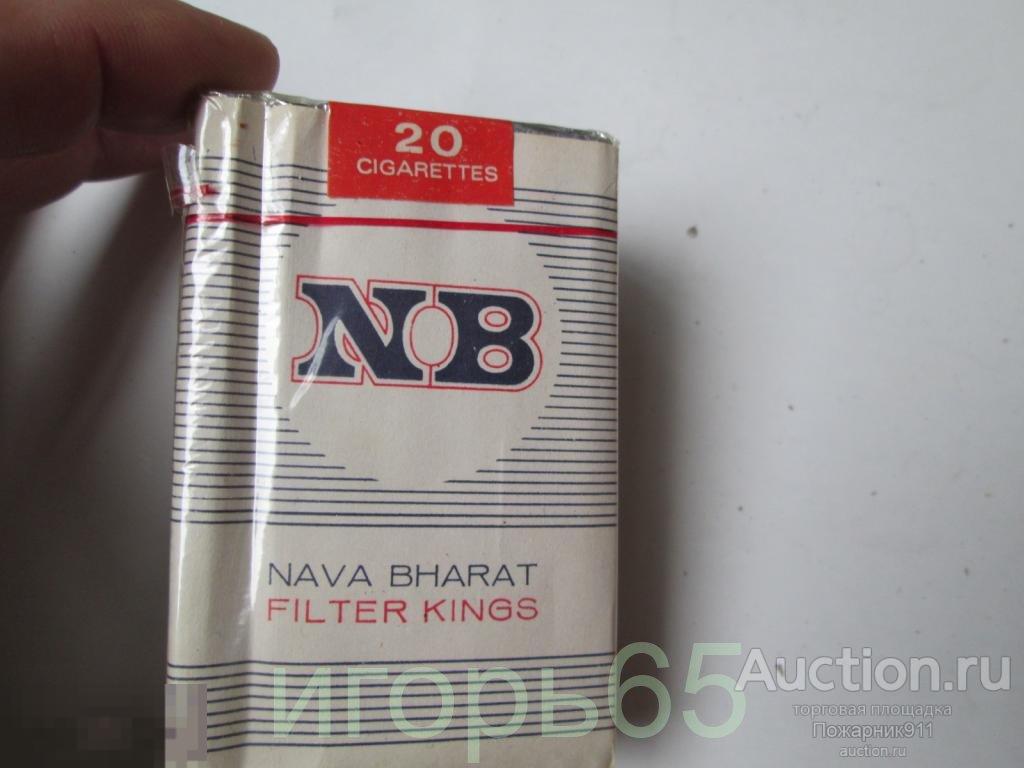 20
CIGARETTES
NB
NAVA BHARAT
FILTER KINGS
игорь65
Auction.ru
торговая площадка
Пожарник911
auction.ru